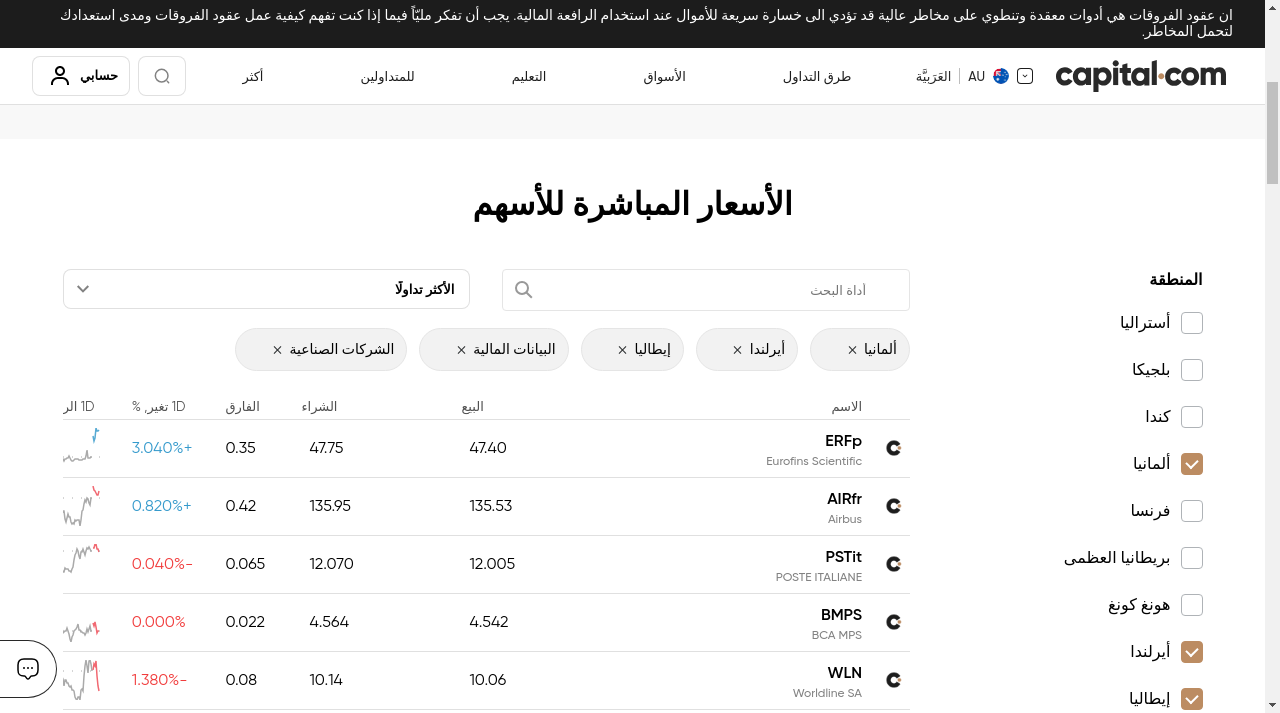 ان عقود الفروقات هي أدوات معقدة وتنطوي على مخاطر عالية قد تؤدي الى خسارة سريعة للأموال عند استخدام الرافعة المالية. يجب أن تفكر مليّاً فيما إذا كنت تفهم كيفية عمل عقود الفروقات ومدى استعدادك
لتحمل المخاطر.
capital.com AU العَرَبيَّة طرق التداول الأسواق للمتداولين التعليم أكثر حسابي
الأسعار المباشرة للأسهم
المنطقة
أستراليا
بلجيكا
كندا
ألمانيا
فرنسا
بريطانيا العظمى
هونغ كونغ
أيرلندا
إيطاليا
أداة البحث
الأكثر تداولًا
ألمانيا
أيرلندا
إيطاليا
البيانات المالية
الشركات الصناعية
الاسم البيع الشراء الفارق 1D تغير, % 1D الر
ERFp 47.40 47.75 0.35 3.040%+
Eurofins Scientific
AIRfr 135.53 135.95 0.42 0.820%+
Airbus
PSTit 12.005 12.070 0.065 0.040%-
POSTE ITALIANE
BMPS 4.542 4.564 0.022 0.000%
BCA MPS
WLN 10.06 10.14 0.08 1.380%-
Worldline SA